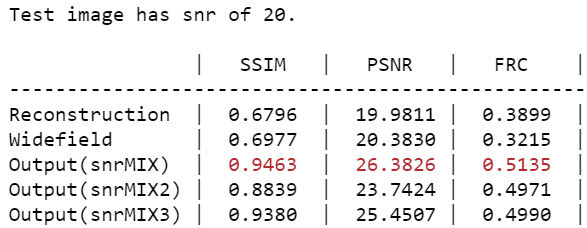 Test image has snr of 20.
| SSIM | PSNR | FRC |
---------------------------------------------------
Reconstruction | 0.6796 | 19.9811 | 0.3899 |
Widefield | 0.6977 | 20.3830 | 0.3215 |
Output(snrMIX) | 0.9463 | 26.3826 | 0.5135 |
Output(snrMIX2) | 0.8839 | 23.7424 | 0.4971 |
Output(snrMIX3) | 0.9380 | 25.4507 | 0.4990 |